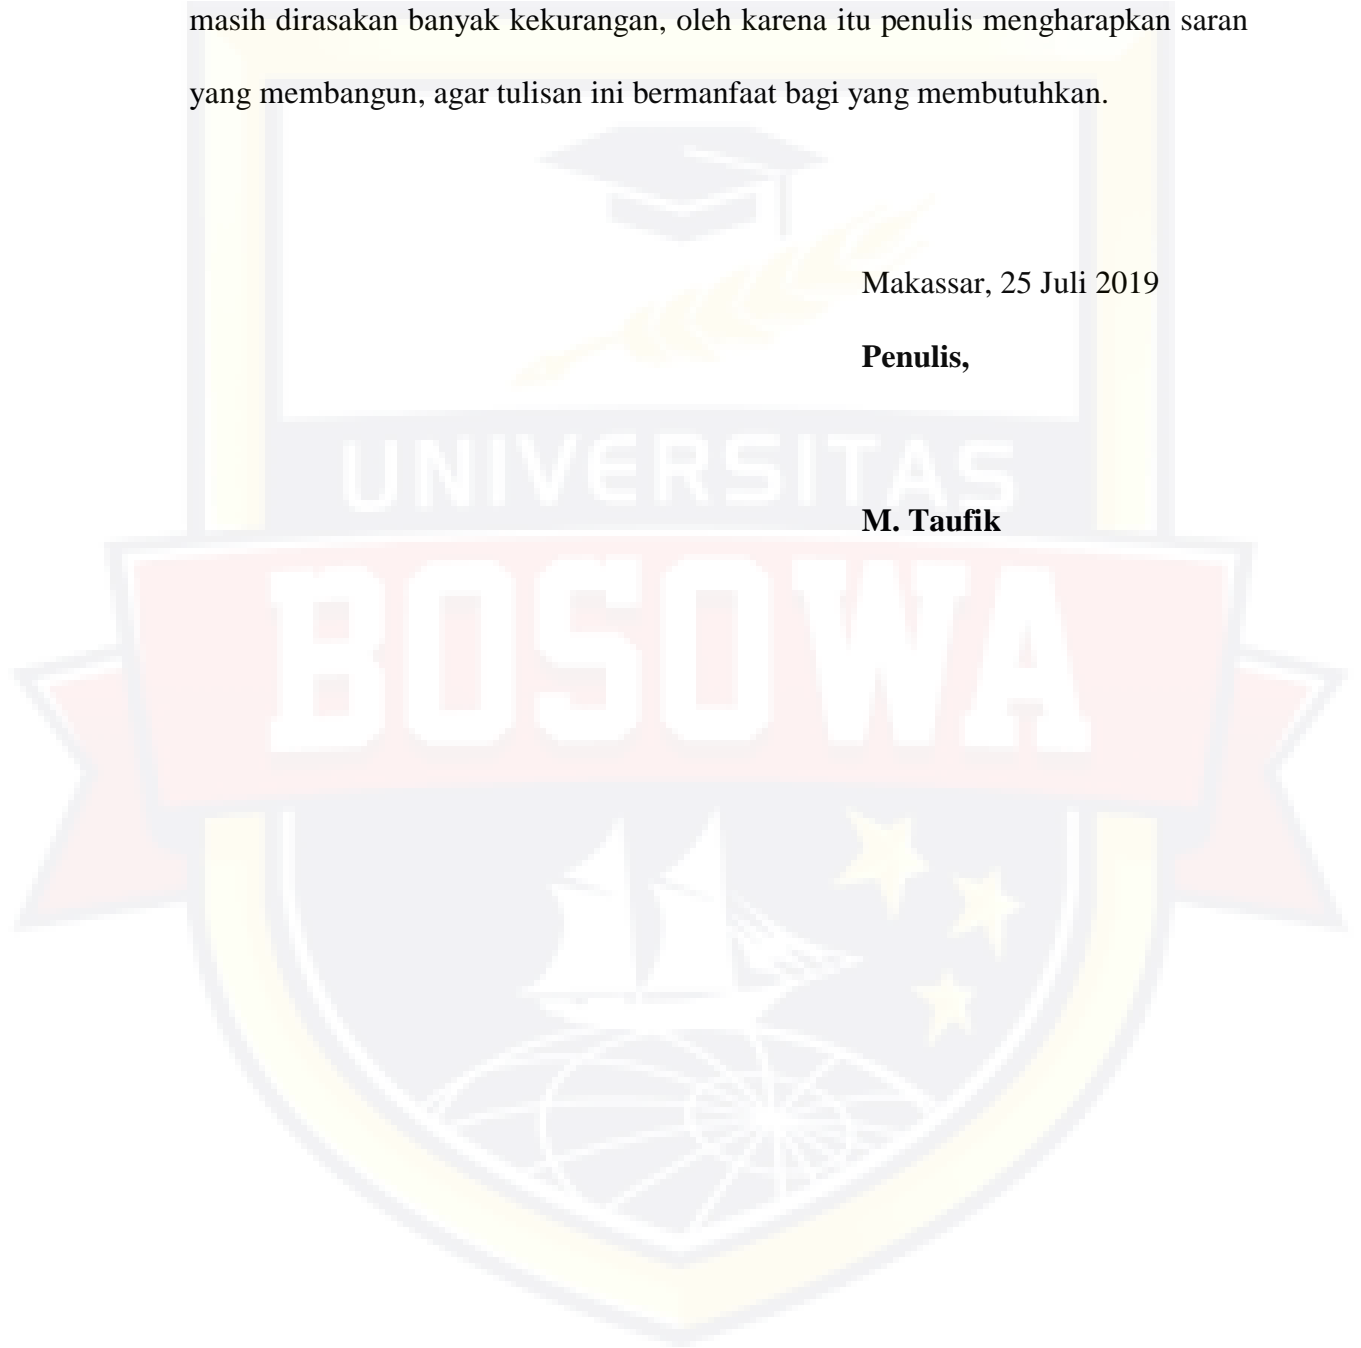 masih dirasakan banyak kekurangan, oleh karena itu penulis mengharapkan saran
yang membangun, agar tulisan ini bermanfaat bagi yang membutuhkan.
Makassar, 25 Juli 2019
Penulis,
UNIVERSITAS
M. Taufik
BOSOWA